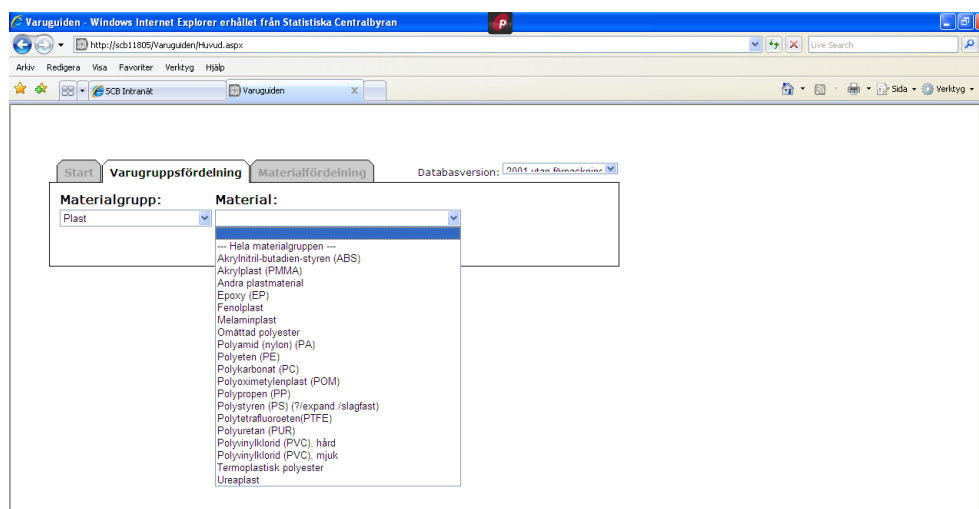 Varuguiden - Windows Internet Explorer erhållet från Statistiska Centralbyran
P
http://scb11805/Varuguiden/Huvud.aspx
Live Search
Arkiv Redigera Visa Favoriter Verktyg Hjälp
SCB Intranät Varuguiden x Sida Verktyg
Start Varugruppsfördelning Materialfördelning Databasversion: 2001 utan förpackning
Materialgrupp: Material:
Plast
--- Hela materialgruppen ---
Akrylnitril-butadien-styren (ABS)
Akrylplast (PMMA)
Andra plastmaterial
Epoxy (EP)
Fenolplast
Melaminplast
Omättad polyester
Polyamid (nylon) (PA)
Polyeten (PE)
Polykarbonat (PC)
Polyoximetylenplast (POM)
Polypropen (PP)
Polystyren (PS) (?/expand./slagfast)
Polytetrafluoroeten(PTFE)
Polyuretan (PUR)
Polyvinylklorid (PVC), hård
Polyvinylklorid (PVC), mjuk
Termoplastisk polyester
Ureaplast